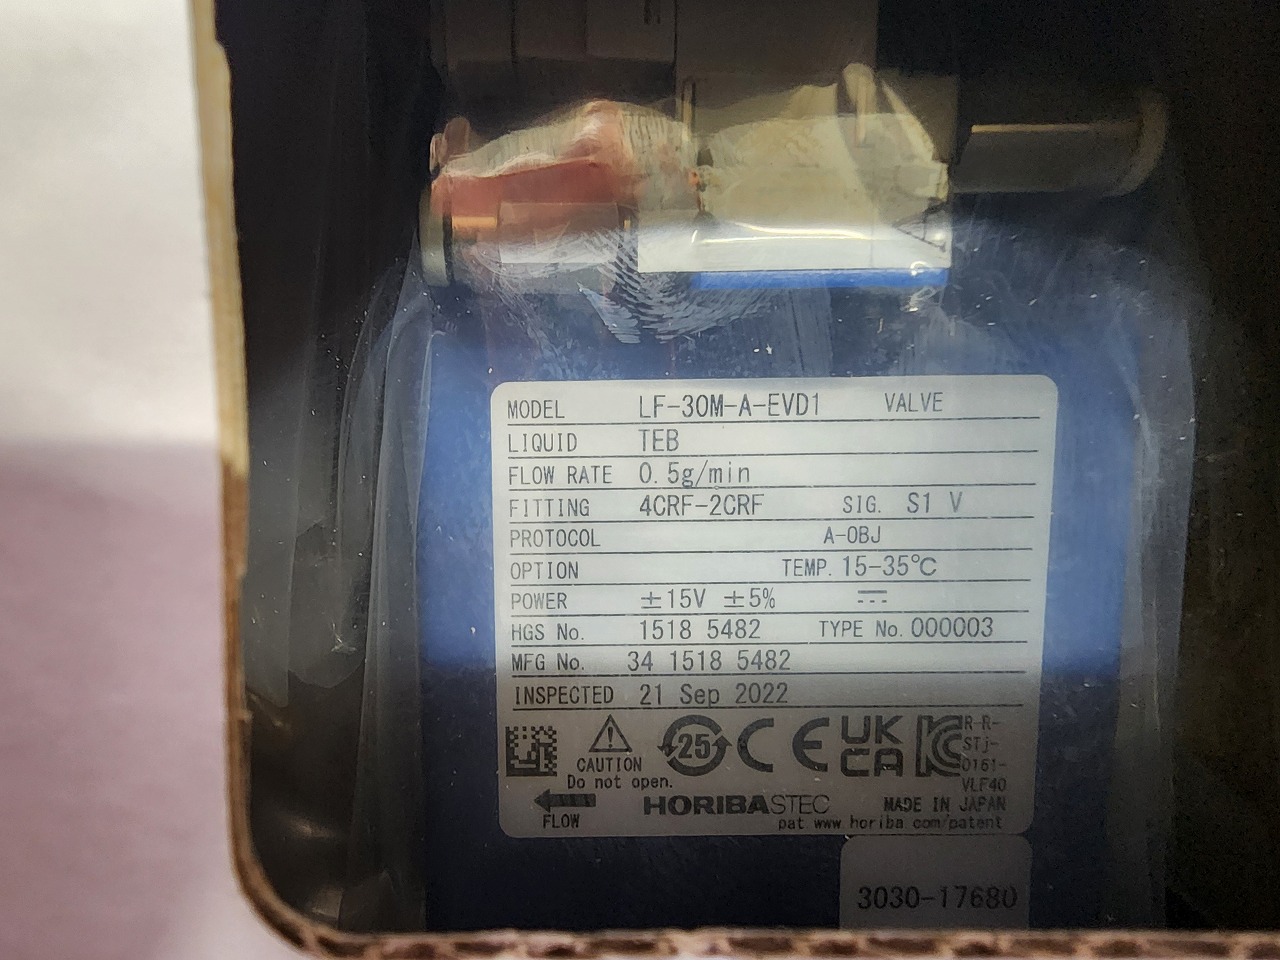 MODEL LF-30M-A-EVD1 VALVE
LIQUID TEB
FLOW RATE 0.5g/min
FITTING 4CRF-2CRF SIG. S1 V
PROTOCOL A-0BJ
OPTION TEMP. 15-35℃
POWER ±15V ±5% ⎓
HGS No. 1518 5482 TYPE No. 000003
MFG No. 34 1518 5482
INSPECTED 21 Sep 2022
CAUTION
Do not open.
25
CE
UK
CA
KC
R-R-
STj-
0161-
VLF40
FLOW
HORIBASTEC
MADE IN JAPAN
pat www.horiba.com/patent
3030-17680